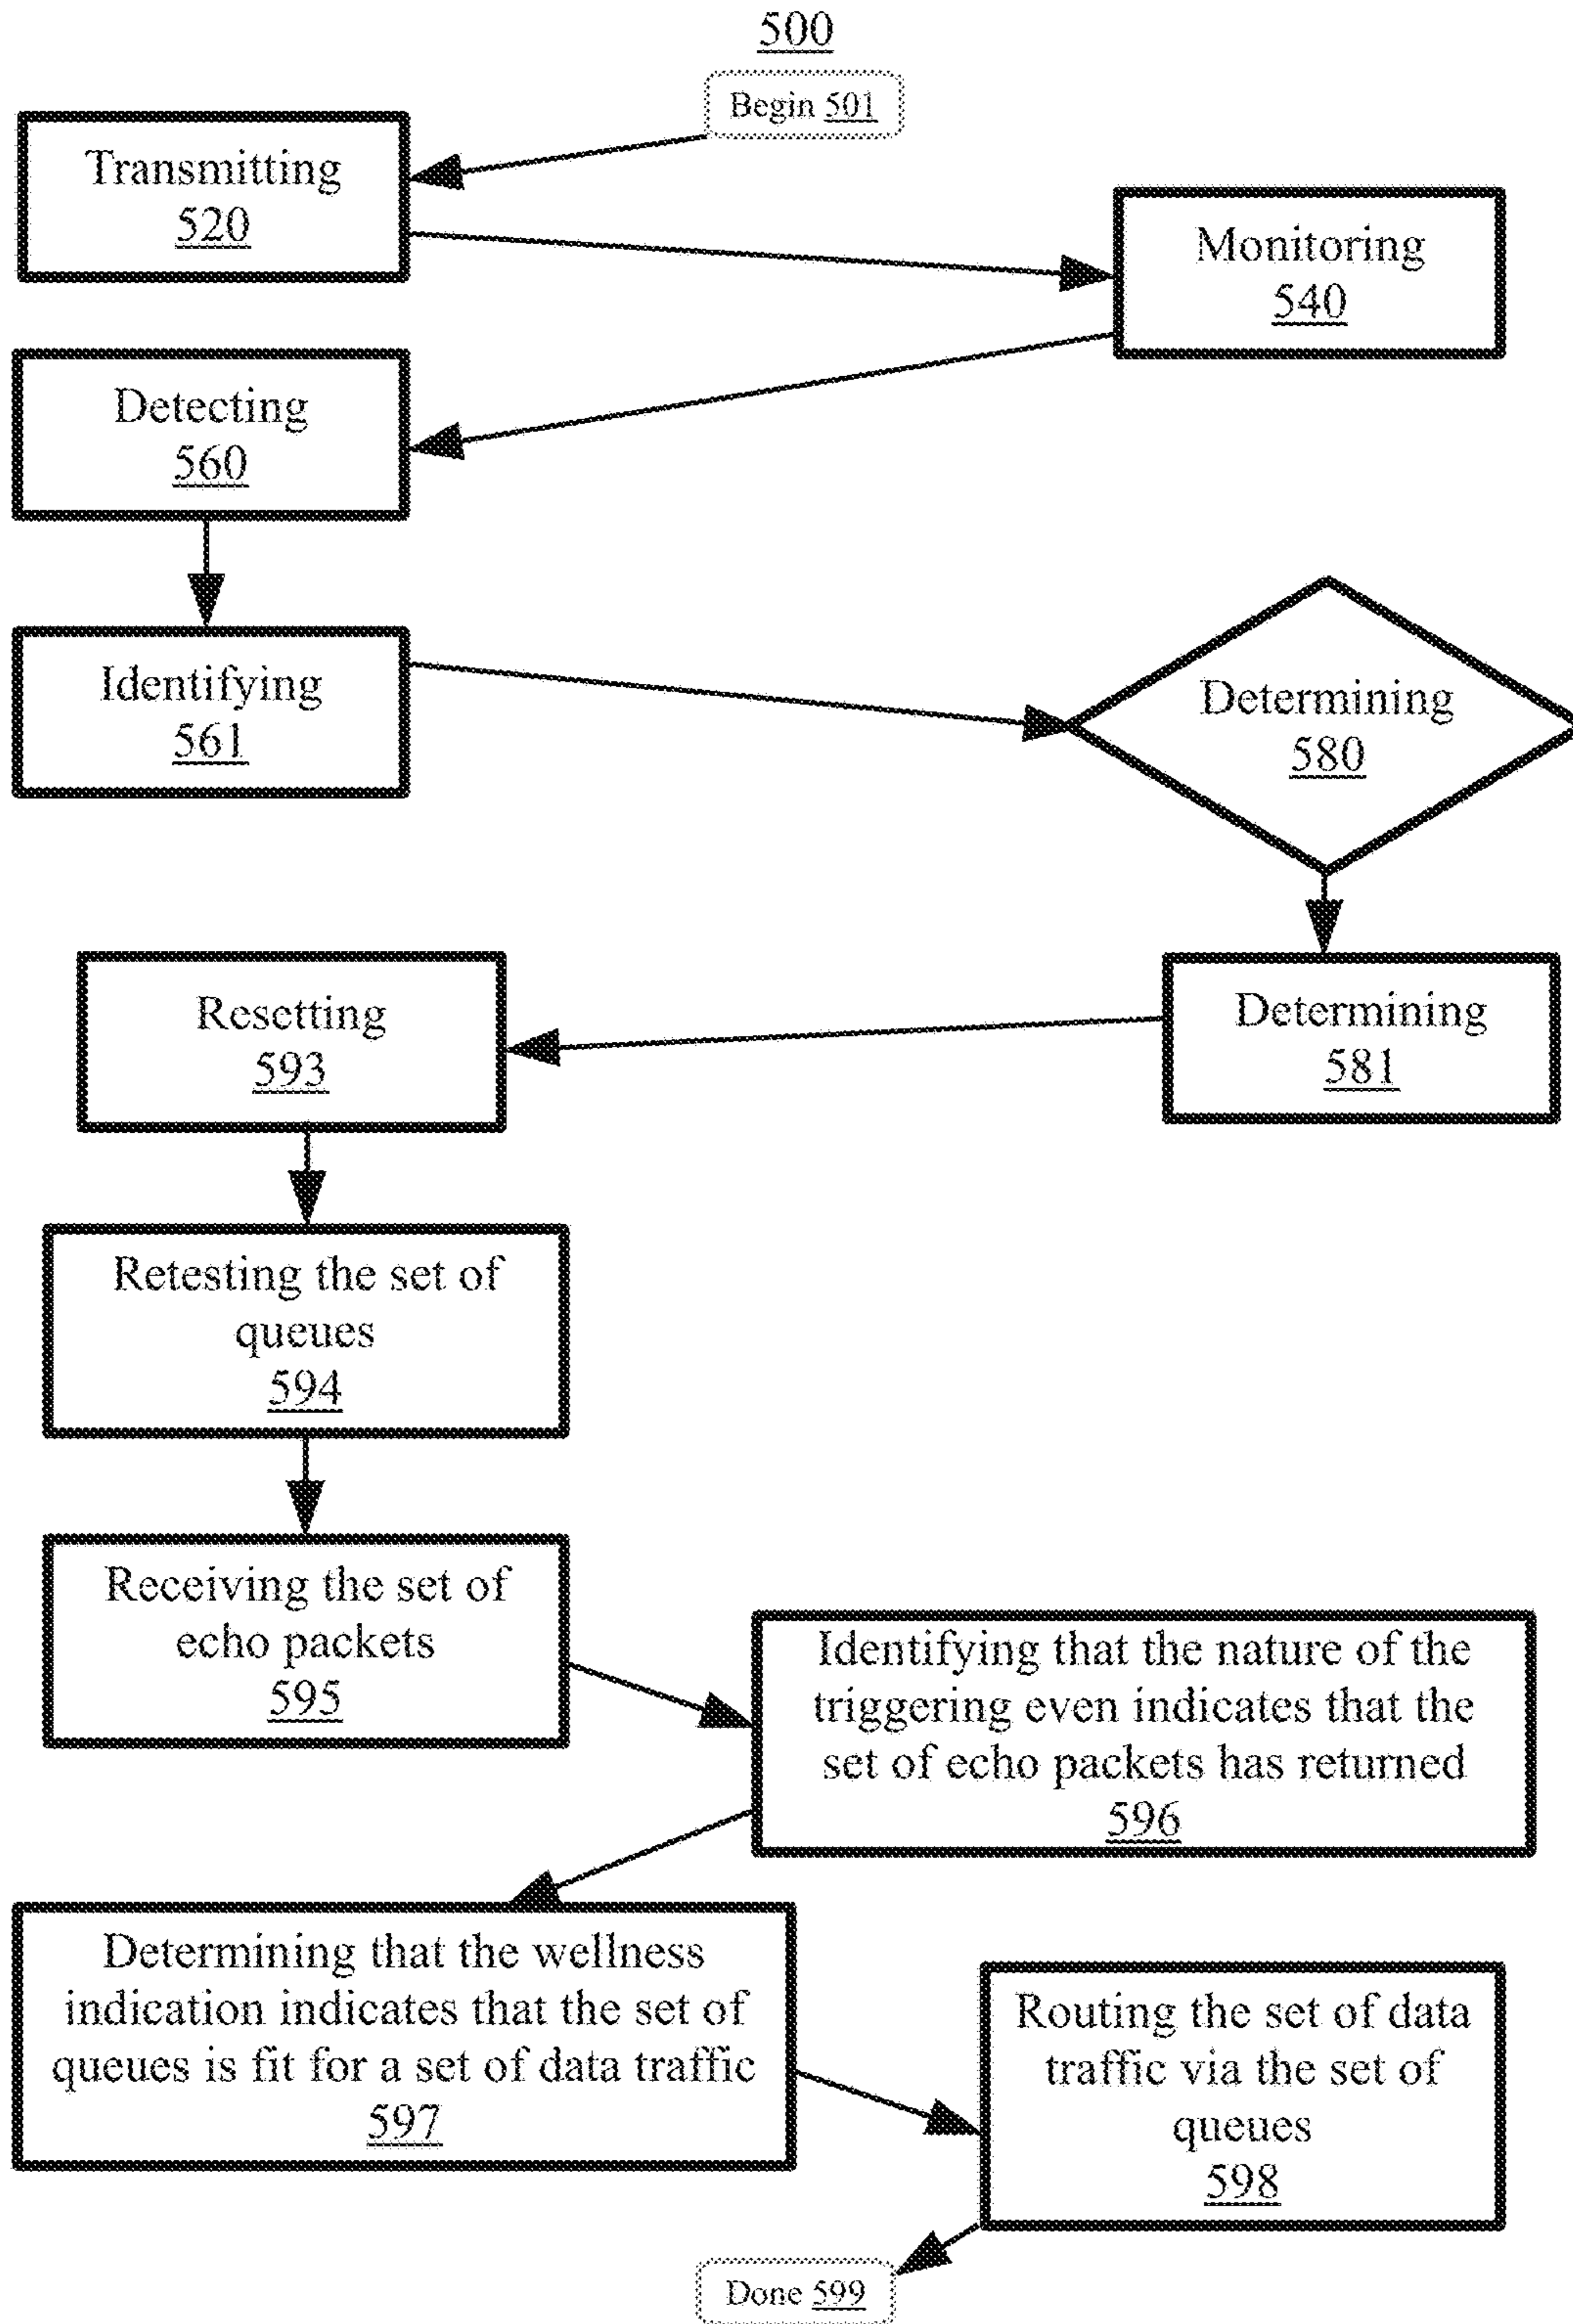 500
Begin 501
Transmitting
520
Monitoring
540
Detecting
560
Identifying
561
Determining
580
Determining
581
Resetting
593
Retesting the set of
queues
594
Receiving the set of
echo packets
595
Identifying that the nature of the
triggering even indicates that the
set of echo packets has returned
596
Determining that the wellness
indication indicates that the set of
queues is fit for a set of data traffic
597
Routing the set of data
traffic via the set of
queues
598
Done 599